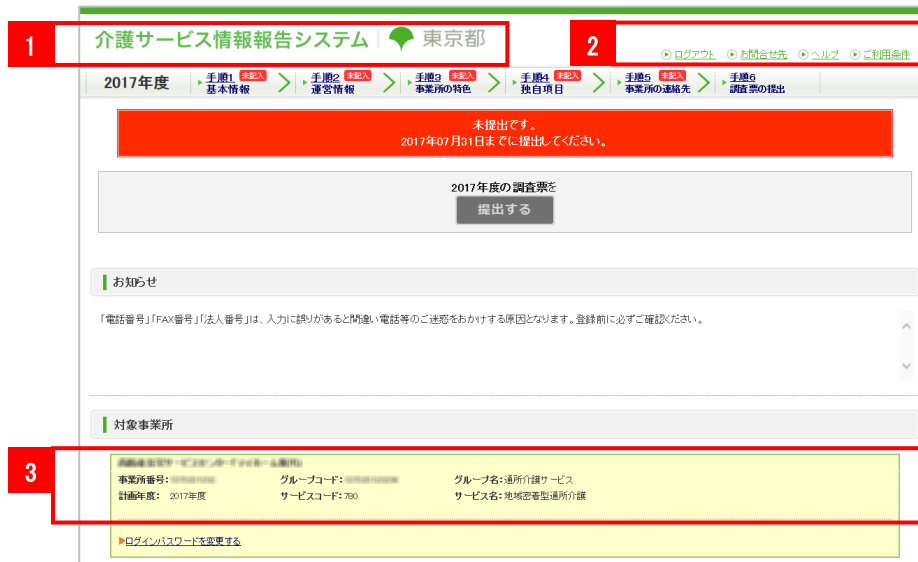 1
介護サービス情報報告システム
東京都
2
ログアウト お問合せ先 ヘルプ ご利用条件
2017年度
手順1 未記入
基本情報
手順2 未記入
運営情報
手順3 未記入
事業所の特色
手順4 未記入
独自項目
手順5 未記入
事業所の連絡先
手順6
調査票の提出
未提出です。
2017年07月31日までに提出してください。
2017年度の調査票を
提出する
お知らせ
「電話番号」「FAX番号」「法人番号」は、入力に誤りがあると間違い電話等のご迷惑をおかけする原因となります。登録前に必ずご確認ください。
対象事業所
3
事業所番号: グループコード: グループ名:通所介護サービス
計画年度: 2017年度 サービスコード:780 サービス名:地域密着型通所介護
ログインパスワードを変更する